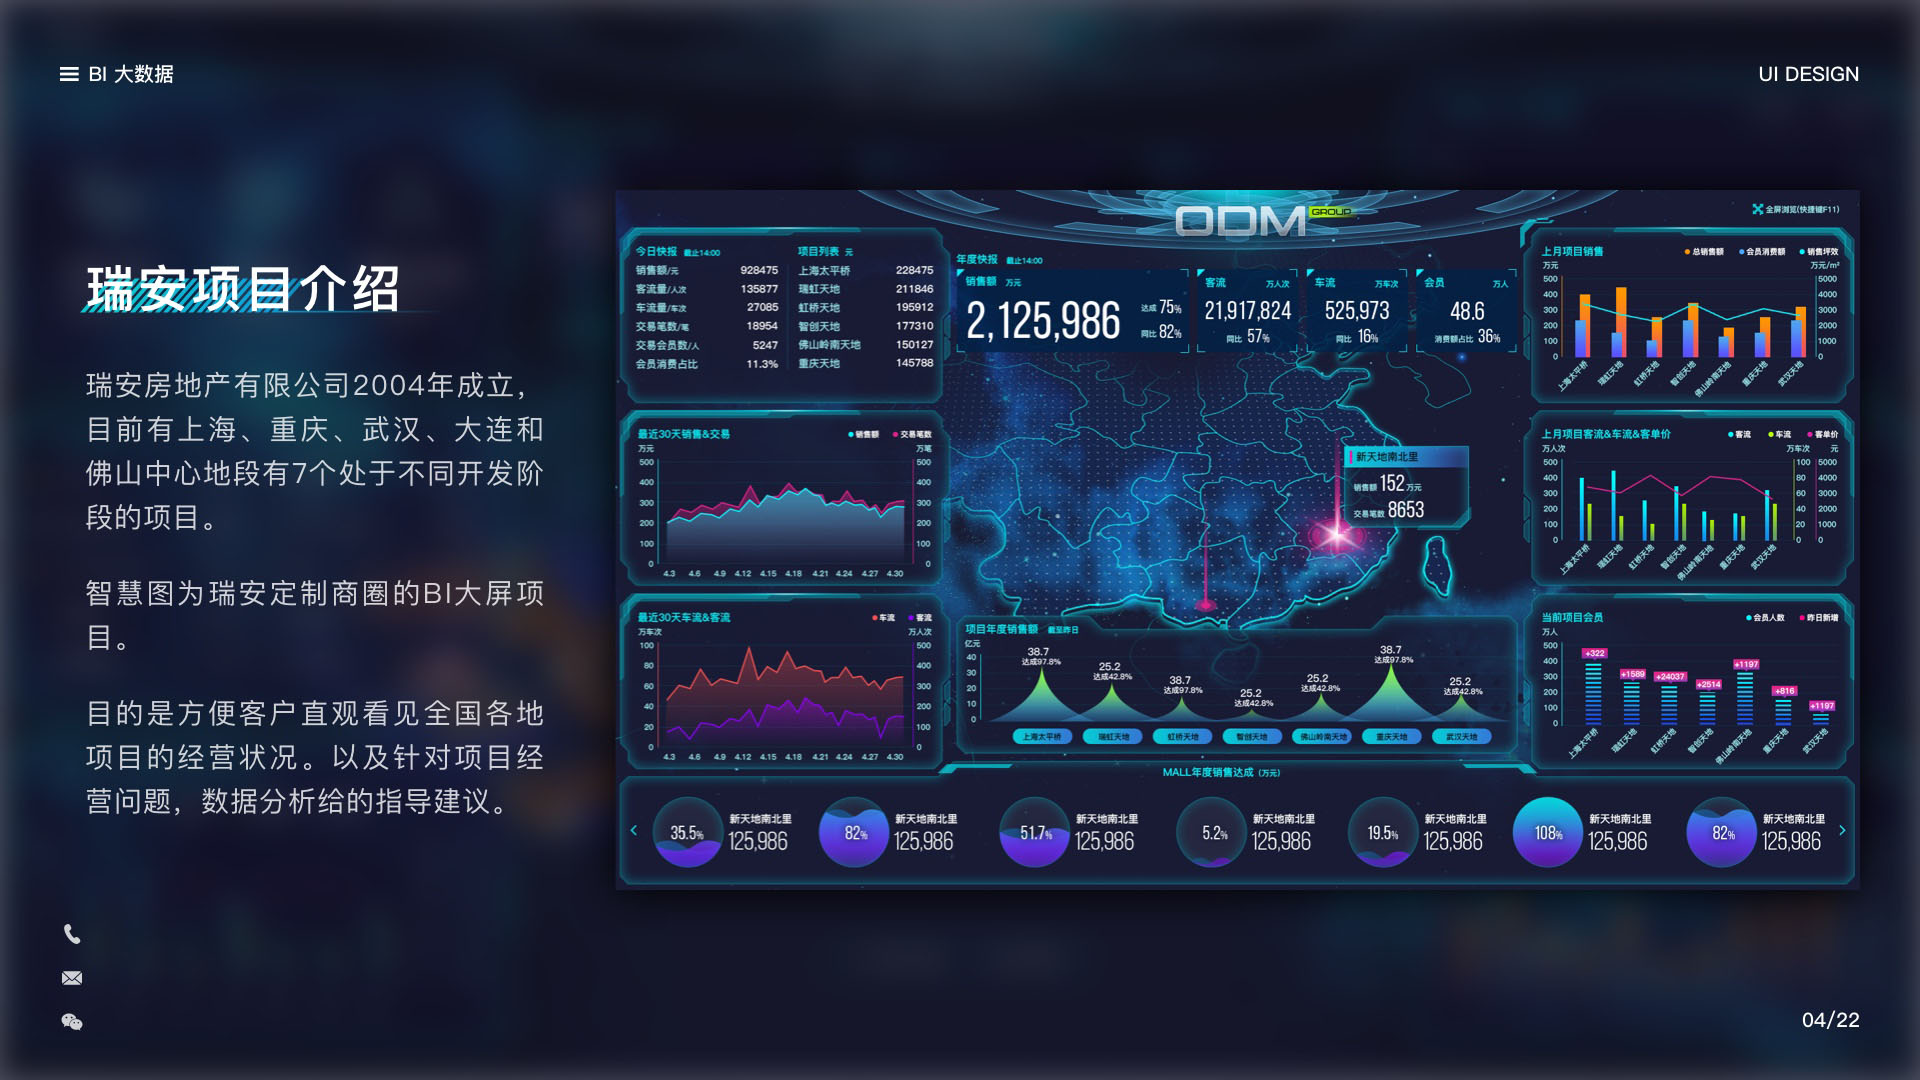 BI 大数据
UI DESIGN
瑞安项目介绍
瑞安房地产有限公司2004年成立，
目前有上海、重庆、武汉、大连和
佛山中心地段有7个处于不同开发阶
段的项目。
智慧图为瑞安定制商圈的BI大屏项
目。
目的是方便客户直观看见全国各地
项目的经营状况。以及针对项目经
营问题，数据分析给的指导建议。
ODM GROUP
全屏浏览(快捷键F11)
今日快报 截止14:00
销售额/元 928475
客流量/人次 135877
车流量/车次 27085
交易笔数/笔 18954
交易会员数/人 5247
会员消费占比 11.3%
项目列表 元
上海太平桥 228475
瑞虹天地 211846
虹桥天地 195912
智创天地 177310
佛山岭南天地 150127
重庆天地 145788
年度快报 截止14:00
销售额 万元
2,125,986
达成 75%
同比 82%
客流 万人次
21,917,824
同比 57%
车流 万车次
525,973
同比 16%
会员 万人
48.6
消费额占比 36%
上月项目销售
总销售额 会员消费额 销售坪效
万元 万元/m²
500 400 300 200 100 0
5000 4000 3000 2000 1000 0
上海太平桥 瑞虹天地 虹桥天地 智创天地 佛山岭南天地 重庆天地 武汉天地
最近30天销售&交易
销售额 交易笔数
万元 万笔
500 400 300 200 100 0
500 400 300 200 100 0
4.3 4.6 4.9 4.12 4.15 4.18 4.21 4.24 4.27 4.30
新天地南北里
销售额 152万元
交易笔数 8653
上月项目客流&车流&客单价
客流 车流 客单价
万人次 万车次 元
500 400 300 200 100 0
100 80 60 40 20 0
5000 4000 3000 2000 1000 0
上海太平桥 瑞虹天地 虹桥天地 智创天地 佛山岭南天地 重庆天地 武汉天地
最近30天车流&客流
车流 客流
万车次 万人次
100 80 60 40 20 0
500 400 300 200 100 0
4.3 4.6 4.9 4.12 4.15 4.18 4.21 4.24 4.27 4.30
项目年度销售额 截至昨日
亿元
40 30 20 10 0
38.7 达成97.8%
25.2 达成42.8%
38.7 达成97.8%
25.2 达成42.8%
25.2 达成42.8%
38.7 达成97.8%
25.2 达成42.8%
上海太平桥 瑞虹天地 虹桥天地 智创天地 佛山岭南天地 重庆天地 武汉天地
当前项目会员
会员人数 昨日新增
万人
500 400 300 200 100 0
+322 +1589 +24037 +2514 +1197 +816 +1197
上海太平桥 瑞虹天地 虹桥天地 智创天地 佛山岭南天地 重庆天地 武汉天地
MALL年度销售达成 (万元)
35.5% 新天地南北里 125,986
82% 新天地南北里 125,986
51.7% 新天地南北里 125,986
5.2% 新天地南北里 125,986
19.5% 新天地南北里 125,986
108% 新天地南北里 125,986
82% 新天地南北里 125,986
04/22